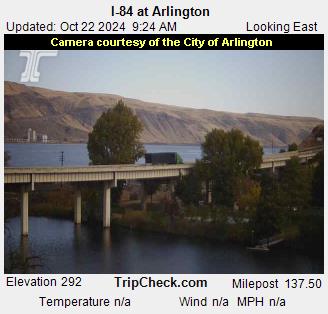 I-84 at Arlington
Updated: Oct 22 2024 9:24 AM Looking East
Camera courtesy of the City of Arlington
Elevation 292 TripCheck.com Milepost 137.50
Temperature n/a Wind n/a MPH n/a